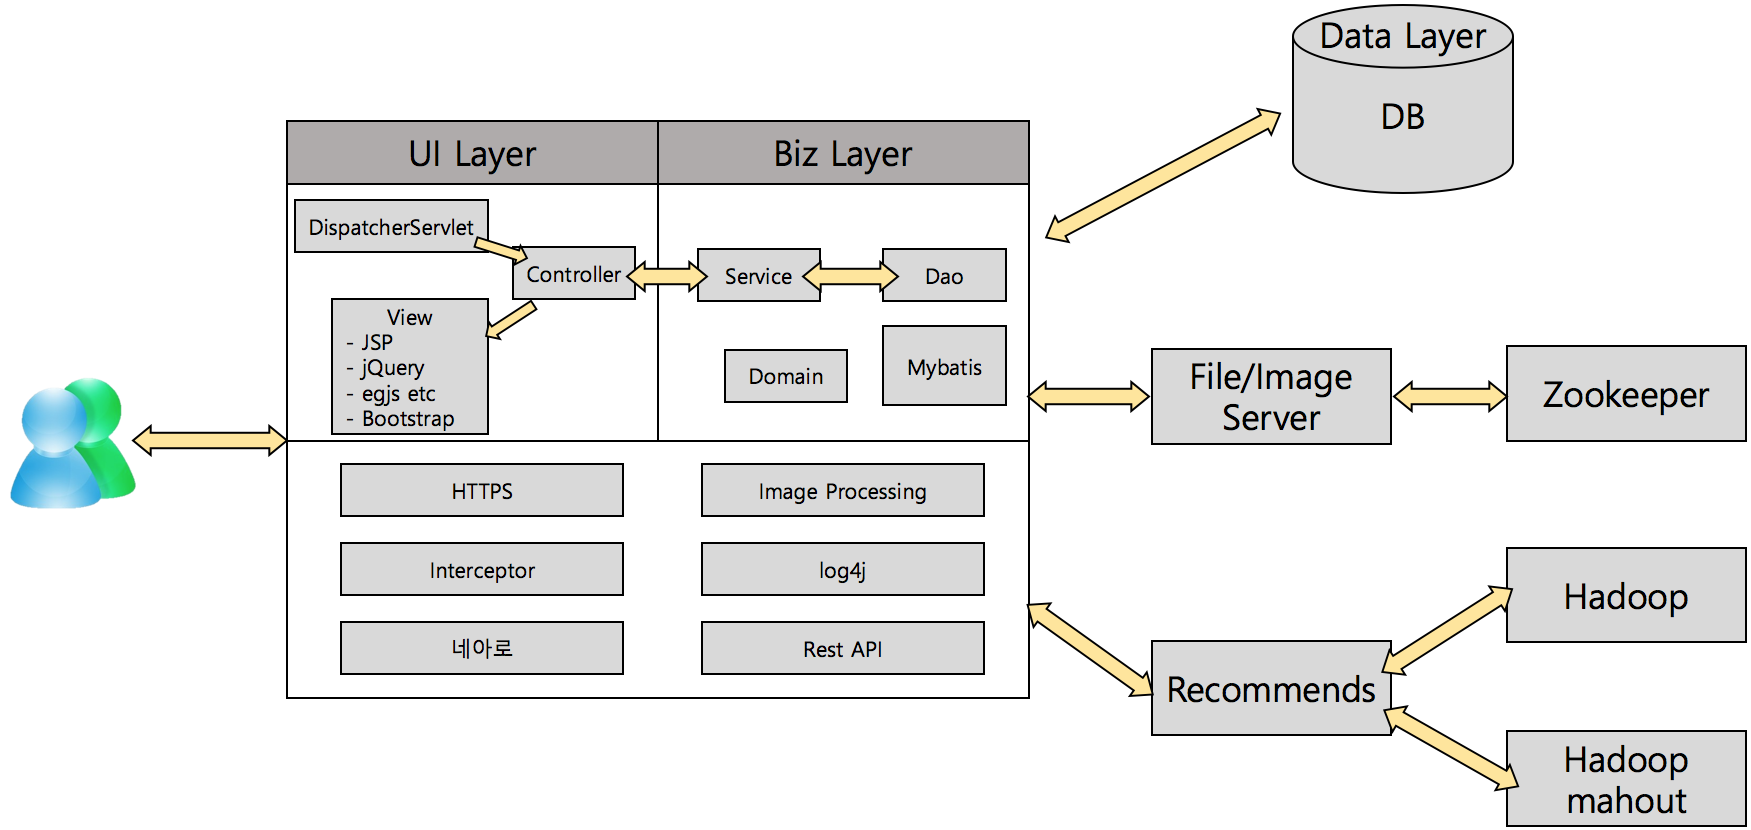 Data Layer
DB
UI Layer
Biz Layer
DispatcherServlet
Controller
Service
Dao
View
- JSP
- jQuery
- egjs etc
- Bootstrap
Domain
Mybatis
File/Image
Server
Zookeeper
HTTPS
Image Processing
Interceptor
log4j
네아로
Rest API
Recommends
Hadoop
Hadoop
mahout